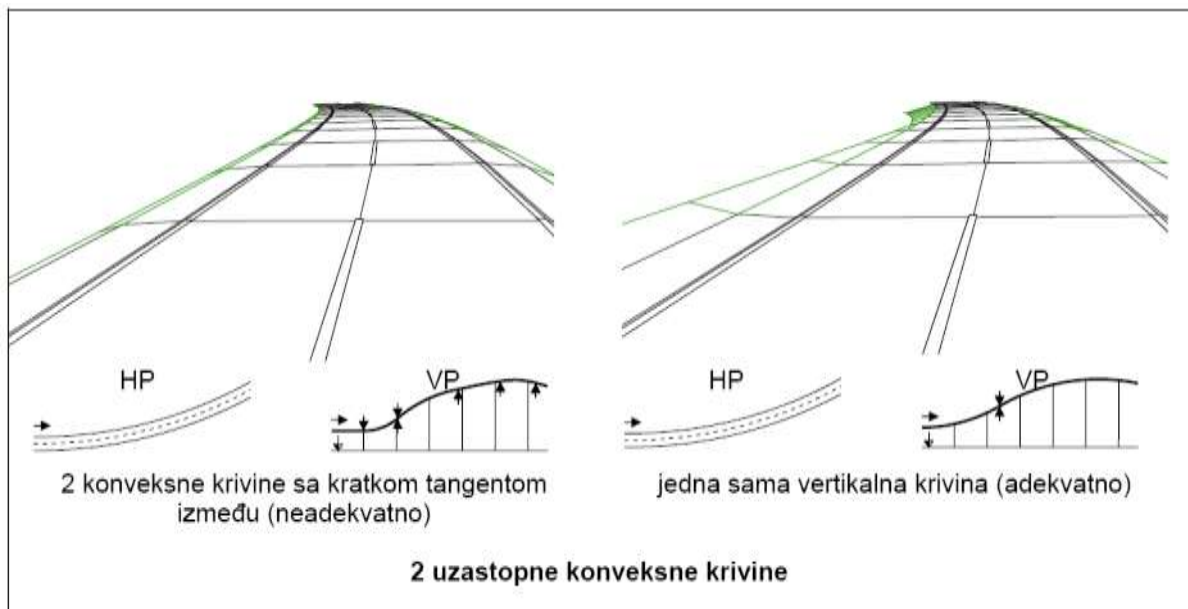 HP
VP
2 konveksne krivine sa kratkom tangentom
između (neadekvatno)
HP
VP
jedna sama vertikalna krivina (adekvatno)
2 uzastopne konveksne krivine